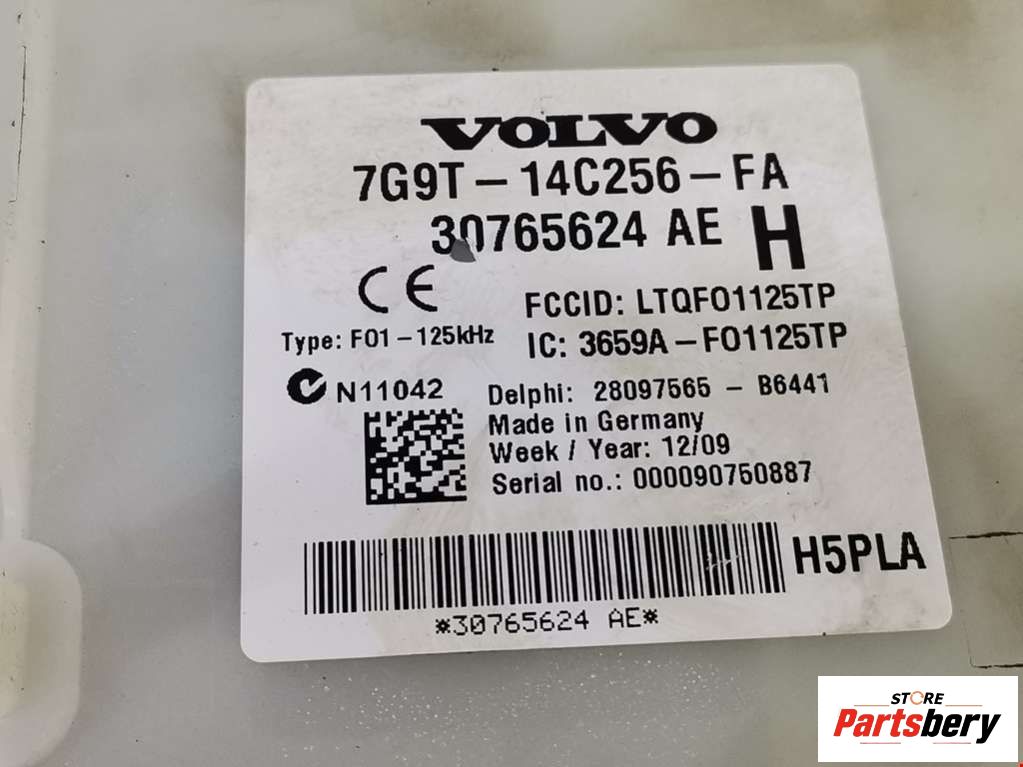 VOLVO
7G9T-14C256-FA
30765624 AE H
CE
FCCID: LTQFO1125TP
Type: F01-125kHz
IC: 3659A-FO1125TP
N11042
Delphi: 28097565 - B6441
Made in Germany
Week / Year: 12/09
Serial no.: 000090750887
H5PLA
*30765624 AE*
STORE
Partsbery